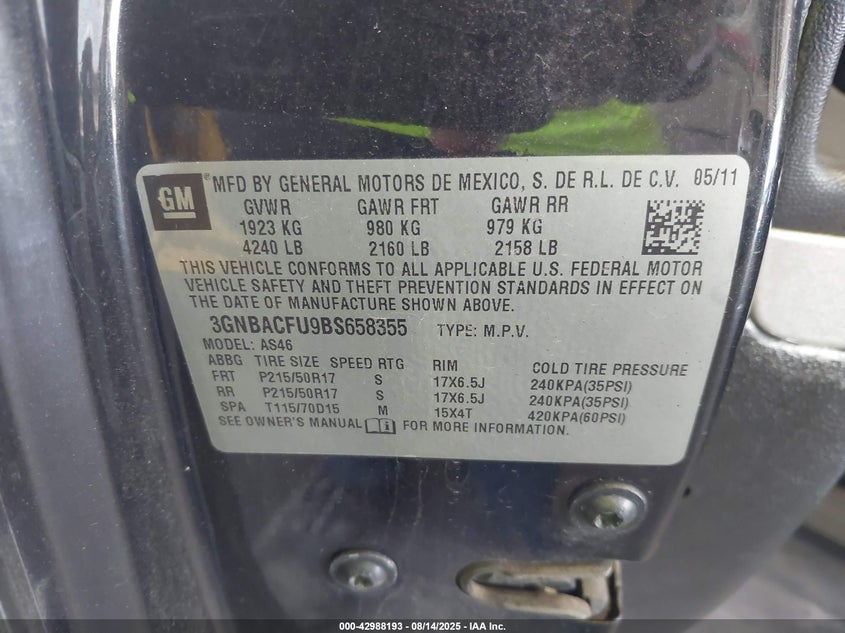 GM ® MFD BY GENERAL MOTORS DE MEXICO, S. DE R.L. DE C.V. 05/11
GVWR GAWR FRT GAWR RR
1923 KG 980 KG 979 KG
4240 LB 2160 LB 2158 LB
THIS VEHICLE CONFORMS TO ALL APPLICABLE U.S. FEDERAL MOTOR
VEHICLE SAFETY AND THEFT PREVENTION STANDARDS IN EFFECT ON
THE DATE OF MANUFACTURE SHOWN ABOVE.
3GNBACFU9BS658355 TYPE: M.P.V.
MODEL: AS46
ABBG TIRE SIZE SPEED RTG RIM COLD TIRE PRESSURE
FRT P215/50R17 S 17X6.5J 240KPA(35PSI)
RR P215/50R17 S 17X6.5J 240KPA(35PSI)
SPA T115/70D15 M 15X4T 420KPA(60PSI)
SEE OWNER'S MANUAL FOR MORE INFORMATION.
000-42988193 - 08/14/2025 - IAA Inc.